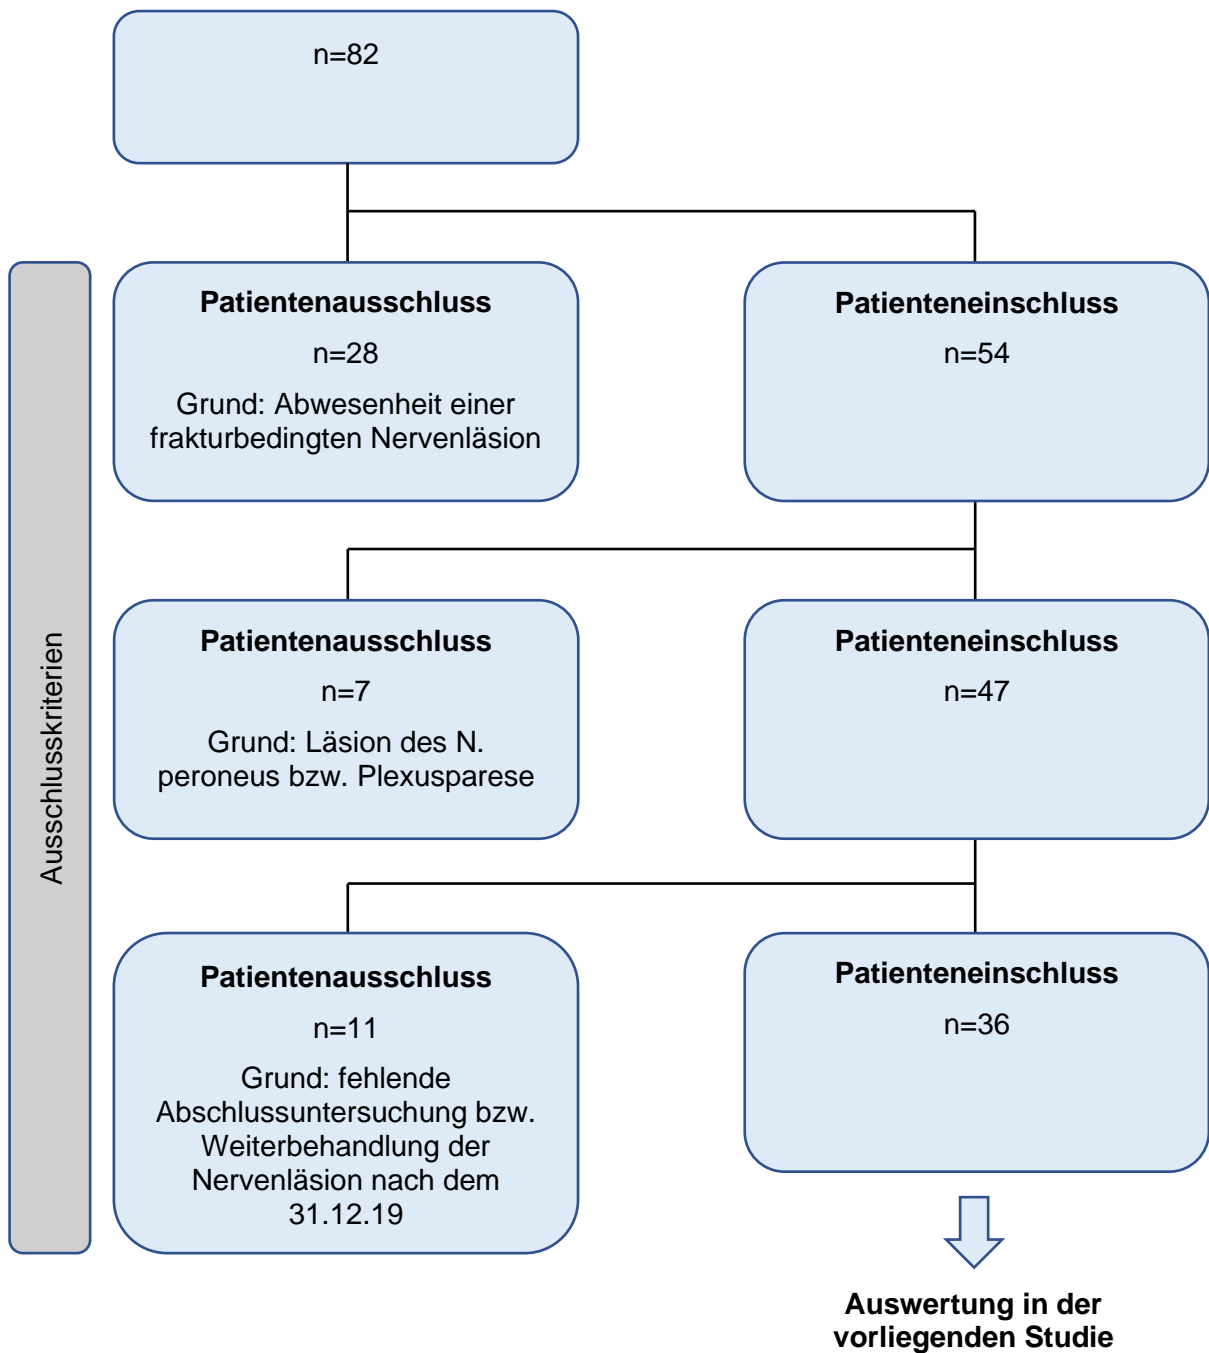 n=82
Ausschlusskriterien
Patientenausschluss
n=28
Grund: Abwesenheit einer
frakturbedingten Nervenläsion
Patienteneinschluss
n=54
Patientenausschluss
n=7
Grund: Läsion des N.
peroneus bzw. Plexusparese
Patienteneinschluss
n=47
Patientenausschluss
n=11
Grund: fehlende
Abschlussuntersuchung bzw.
Weiterbehandlung der
Nervenläsion nach dem
31.12.19
Patienteneinschluss
n=36
Auswertung in der
vorliegenden Studie